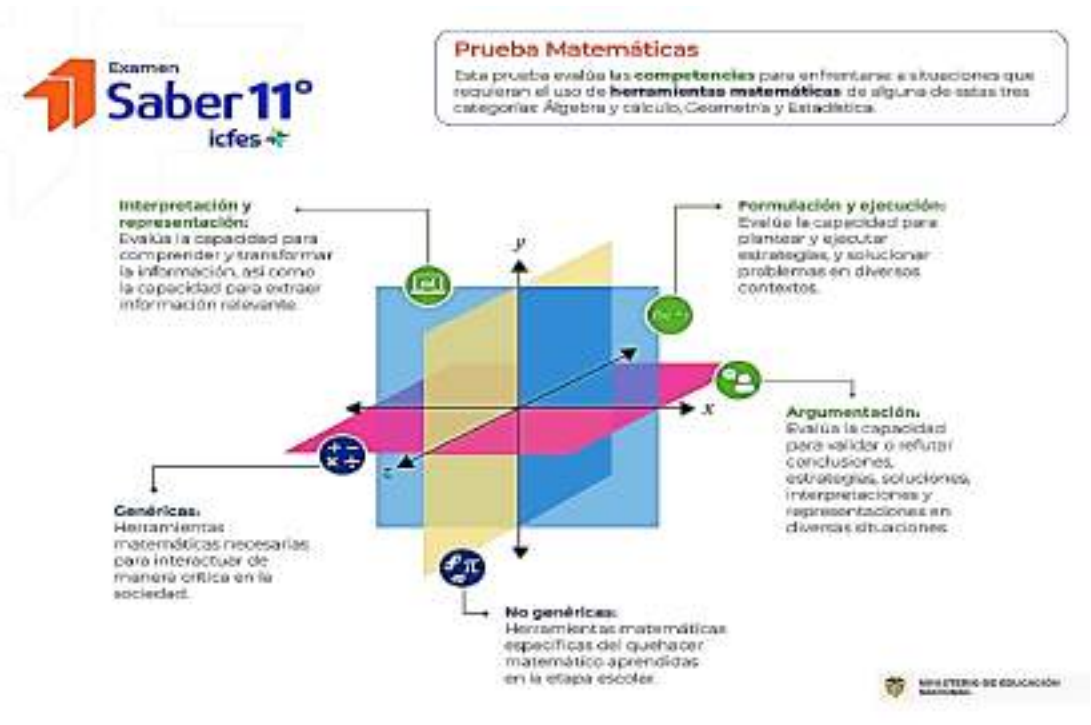 Examen
Saber 11°
icfes
Prueba Matemáticas
Esta prueba evalúa las competencias para enfrentarse a situaciones que
requieran el uso de herramientas matemáticas de alguna de estas tres
categorías: Álgebra y cálculo, Geometría y Estadística.
Interpretación y
representación:
Evalúa la capacidad para
comprender y transformar
la información, así como
la capacidad para extraer
información relevante.
Formulación y ejecución:
Evalúa la capacidad para
plantear y ejecutar
estrategias, y solucionar
problemas en diversos
contextos.
y
x
z
Argumentación:
Evalúa la capacidad
para validar o refutar
conclusiones,
estrategias, soluciones,
interpretaciones y
representaciones en
diversas situaciones.
+ −
× ÷
Genéricas:
Herramientas
matemáticas necesarias
para interactuar de
manera crítica en la
sociedad.
π
∞
No genéricas:
Herramientas matemáticas
específicas del quehacer
matemático aprendidas
en la etapa escolar.
MINISTERIO DE EDUCACIÓN
NACIONAL